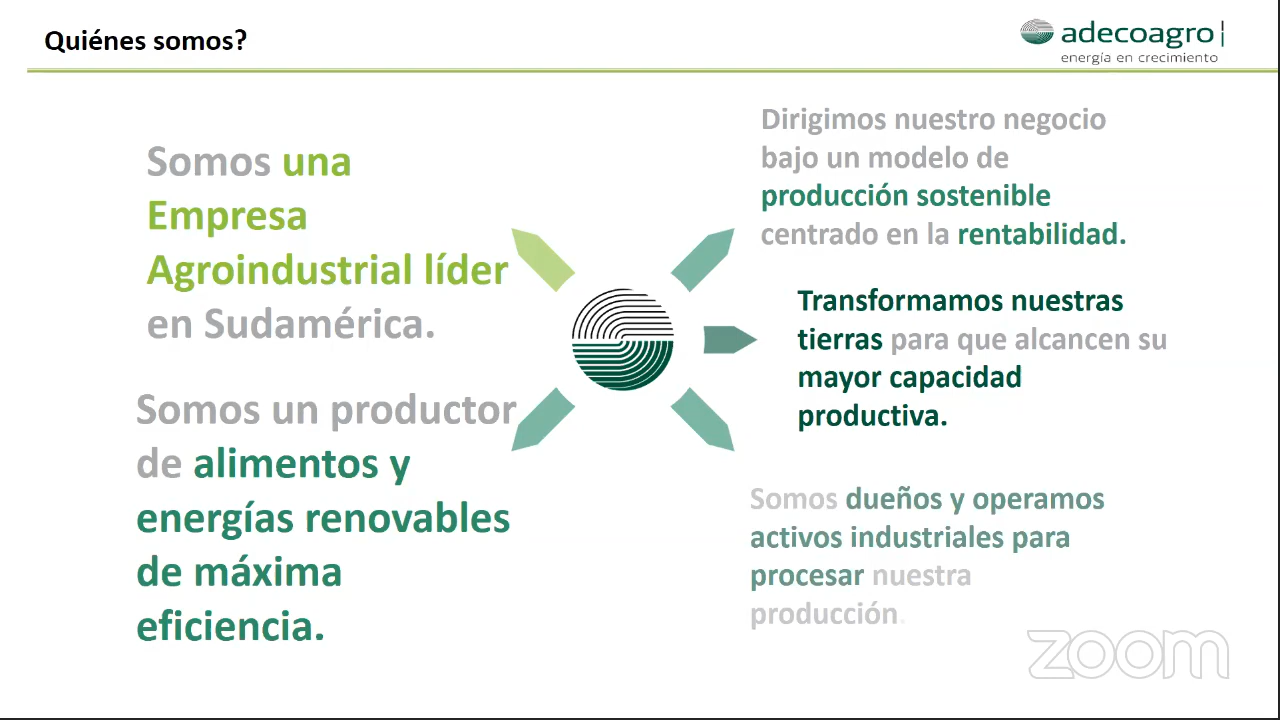 Quiénes somos?
adecoagro
energía en crecimiento
Somos una
Empresa
Agroindustrial líder
en Sudamérica.
Somos un productor
de alimentos y
energías renovables
de máxima
eficiencia.
Dirigimos nuestro negocio
bajo un modelo de
producción sostenible
centrado en la rentabilidad.
Transformamos nuestras
tierras para que alcancen su
mayor capacidad
productiva.
Somos dueños y operamos
activos industriales para
procesar nuestra
producción.
zoom